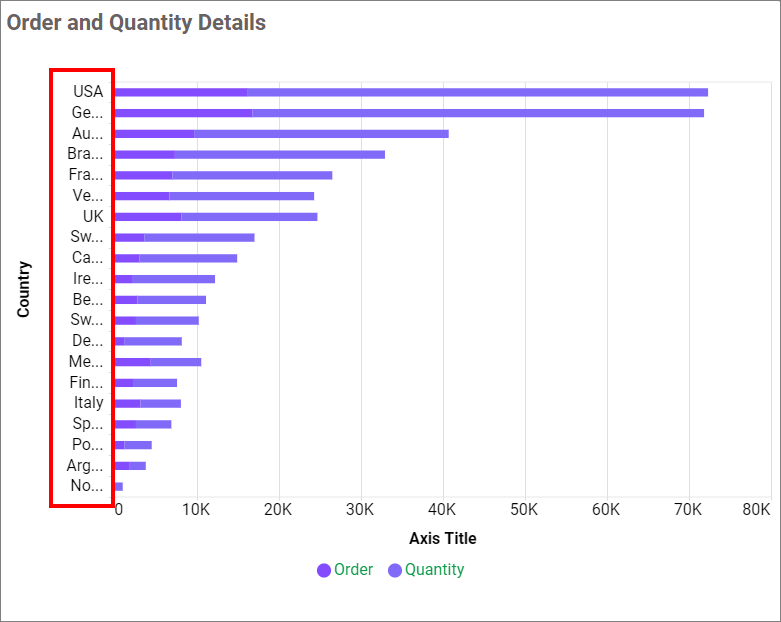 Order and Quantity Details
USA
Ge...
Au...
Bra...
Fra...
Ve...
UK
Sw...
Ca...
Ire...
Be...
Sw...
De...
Me...
Fin...
Italy
Sp...
Po...
Arg...
No...
Country
0 10K 20K 30K 40K 50K 60K 70K 80K
Axis Title
Order Quantity